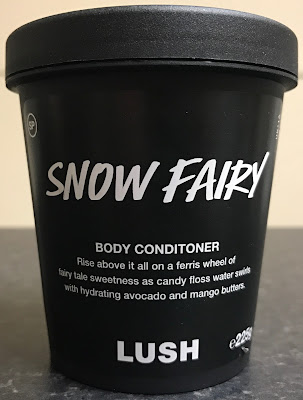 SP
SNOW FAIRY
BODY CONDITONER
Rise above it all on a ferris wheel of
fairy tale sweetness as candy floss water swirls
with hydrating avocado and mango butters.
LUSH